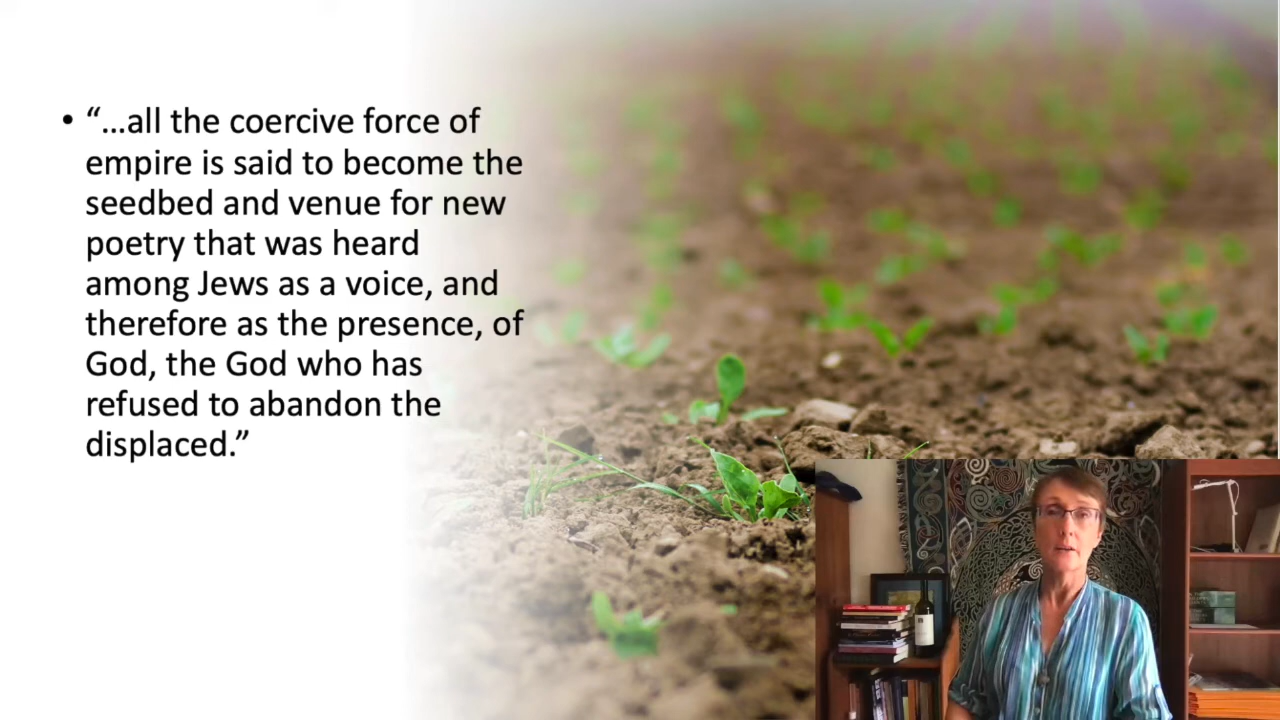 • “...all the coercive force of
empire is said to become the
seedbed and venue for new
poetry that was heard
among Jews as a voice, and
therefore as the presence, of
God, the God who has
refused to abandon the
displaced.”